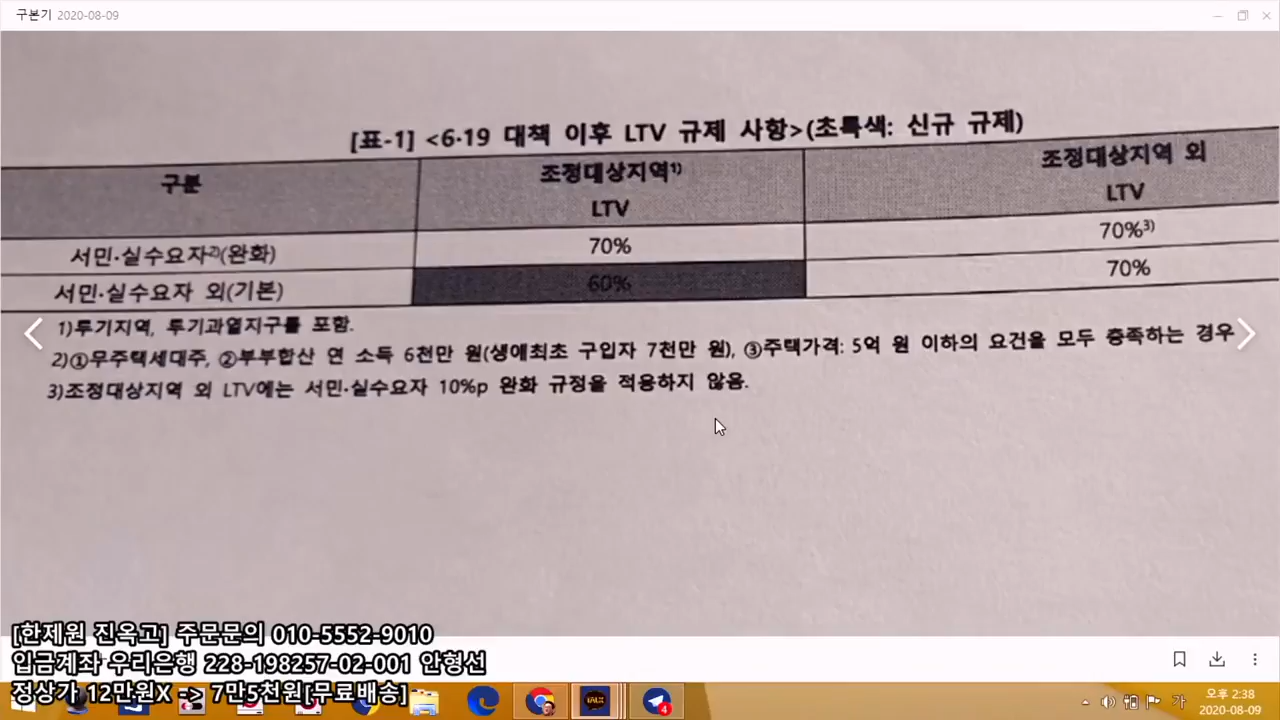 구본기 2020-08-09
[표-1] <6·19 대책 이후 LTV 규제 사항>(초록색: 신규 규제)
구분 조정대상지역1) 조정대상지역 외
LTV LTV
서민·실수요자2)(완화) 70% 70%3)
서민·실수요자 외(기본) 60% 70%
1)투기지역, 투기과열지구를 포함.
2)①무주택세대주, ②부부합산 연 소득 6천만 원(생애최초 구입자 7천만 원), ③주택가격: 5억 원 이하의 요건을 모두 충족하는 경우
3)조정대상지역 외 LTV에는 서민·실수요자 10%p 완화 규정을 적용하지 않음.
[한제원 진옥고] 주문문의 010-5552-9010
입금계좌 우리은행 228-198257-02-001 안형선
정상가 12만원X => 7만5천원[무료배송]
TALK
4
가
오후 2:38
2020-08-09